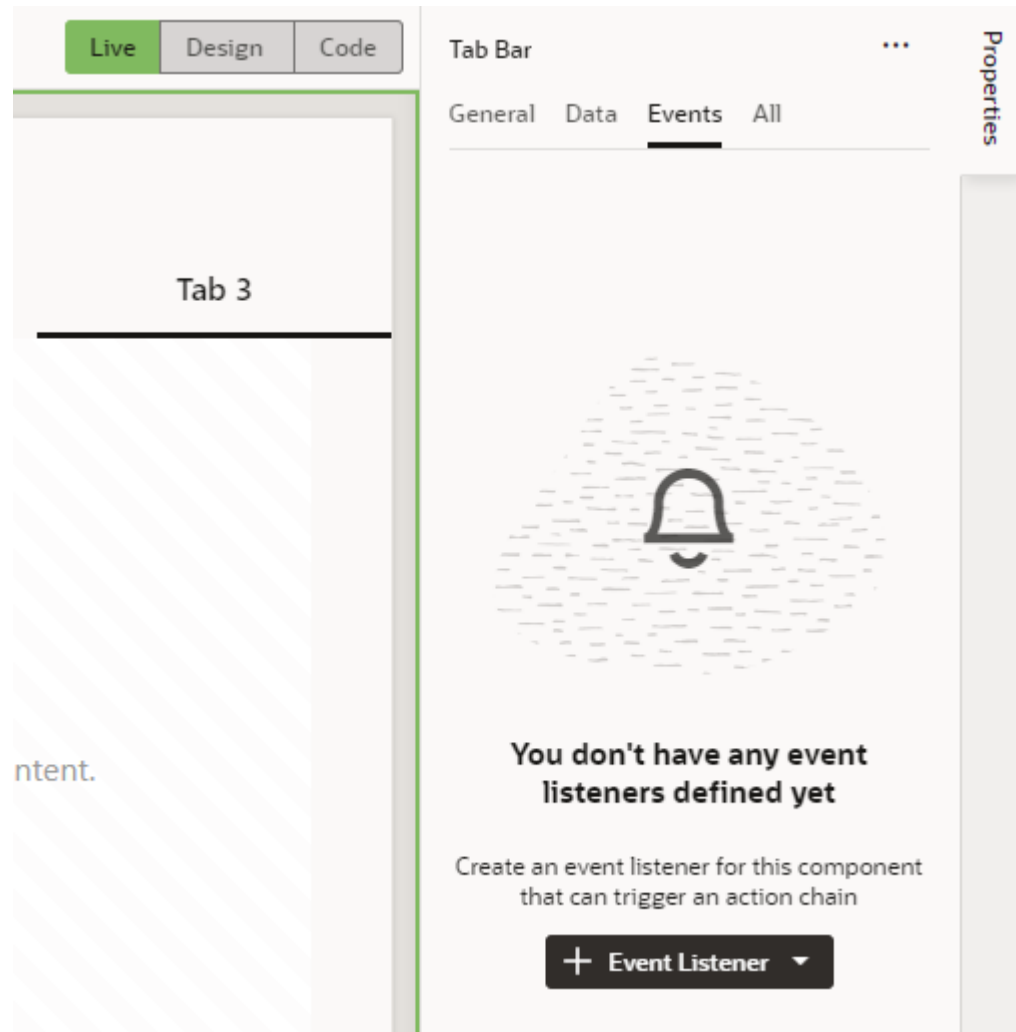 Live Design Code
Tab Bar
...
Properties
General Data Events All
Tab 3
ntent.
You don't have any event
listeners defined yet
Create an event listener for this component
that can trigger an action chain
+ Event Listener